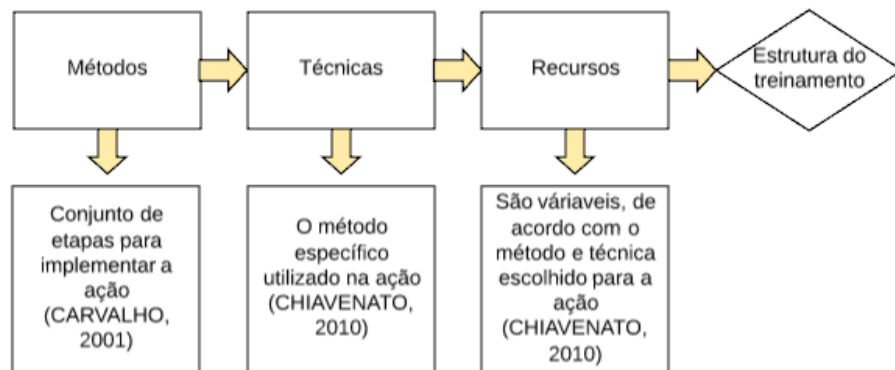 Métodos
Técnicas
Recursos
Estrutura do
treinamento
Conjunto de
etapas para
implementar a
ação
(CARVALHO,
2001)
O método
específico
utilizado na ação
(CHIAVENATO,
2010)
São váriaveis, de
acordo com o
método e técnica
escolhido para a
ação
(CHIAVENATO,
2010)